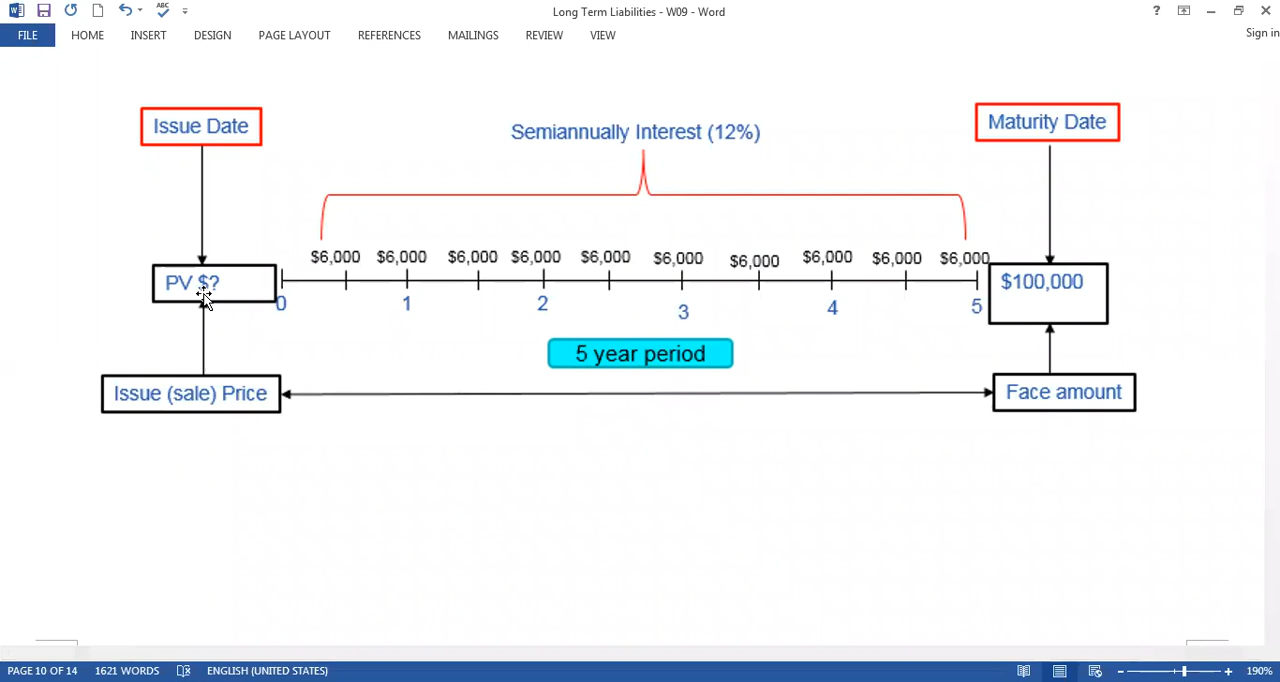 Long Term Liabilities - W09 - Word
ABC
?
FILE HOME INSERT DESIGN PAGE LAYOUT REFERENCES MAILINGS REVIEW VIEW
Sign in
Issue Date
Semiannually Interest (12%)
Maturity Date
$6,000 $6,000 $6,000 $6,000 $6,000 $6,000 $6,000 $6,000 $6,000 $6,000
PV $?
$100,000
0 1 2 3 4 5
5 year period
Issue (sale) Price
Face amount
PAGE 10 OF 14 1621 WORDS ENGLISH (UNITED STATES) 190%